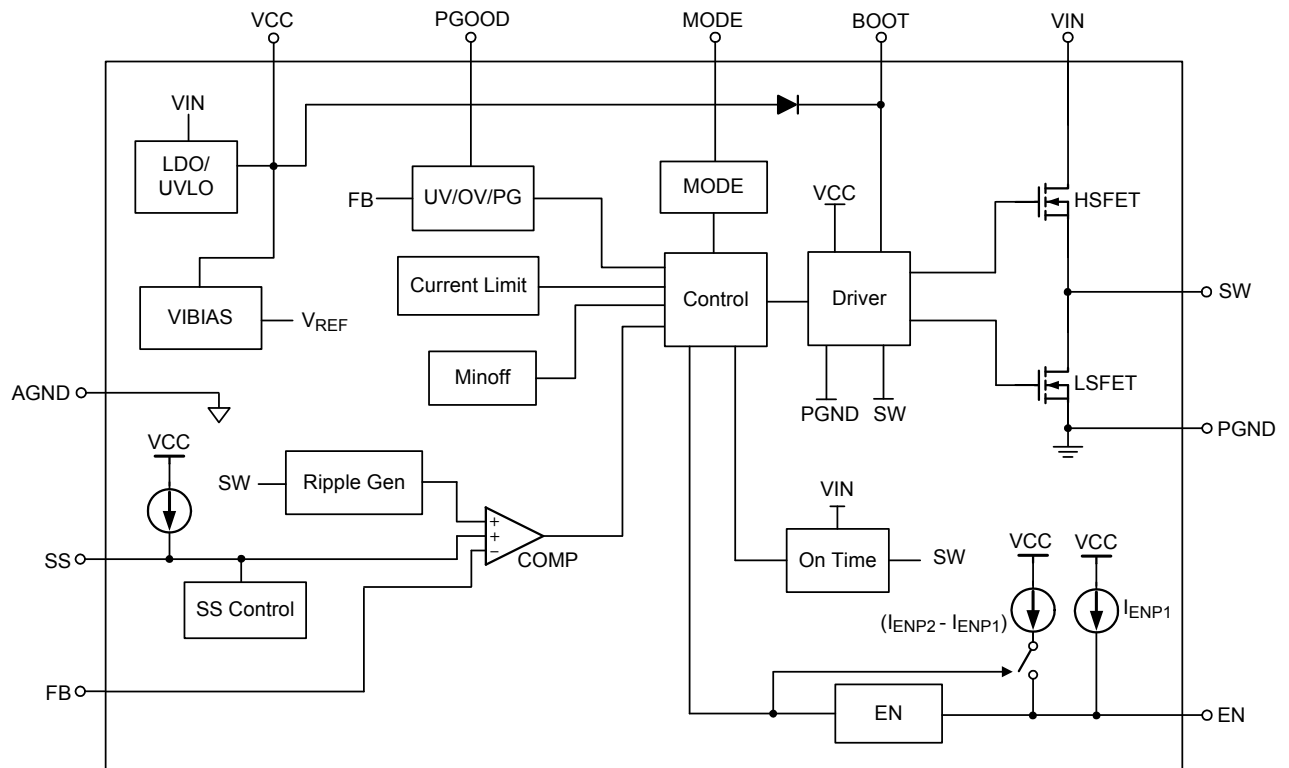 VCC
PGOOD
MODE
BOOT
VIN
VIN
LDO/
UVLO
FB
UV/OV/PG
MODE
VCC
HSFET
Current Limit
Control
Driver
SW
VIBIAS
VREF
Minoff
LSFET
AGND
PGND
SW
PGND
VCC
SW
Ripple Gen
VIN
+
+
−
COMP
SS
On Time
SW
VCC
VCC
SS Control
(IENP2 - IENP1)
IENP1
FB
EN
EN